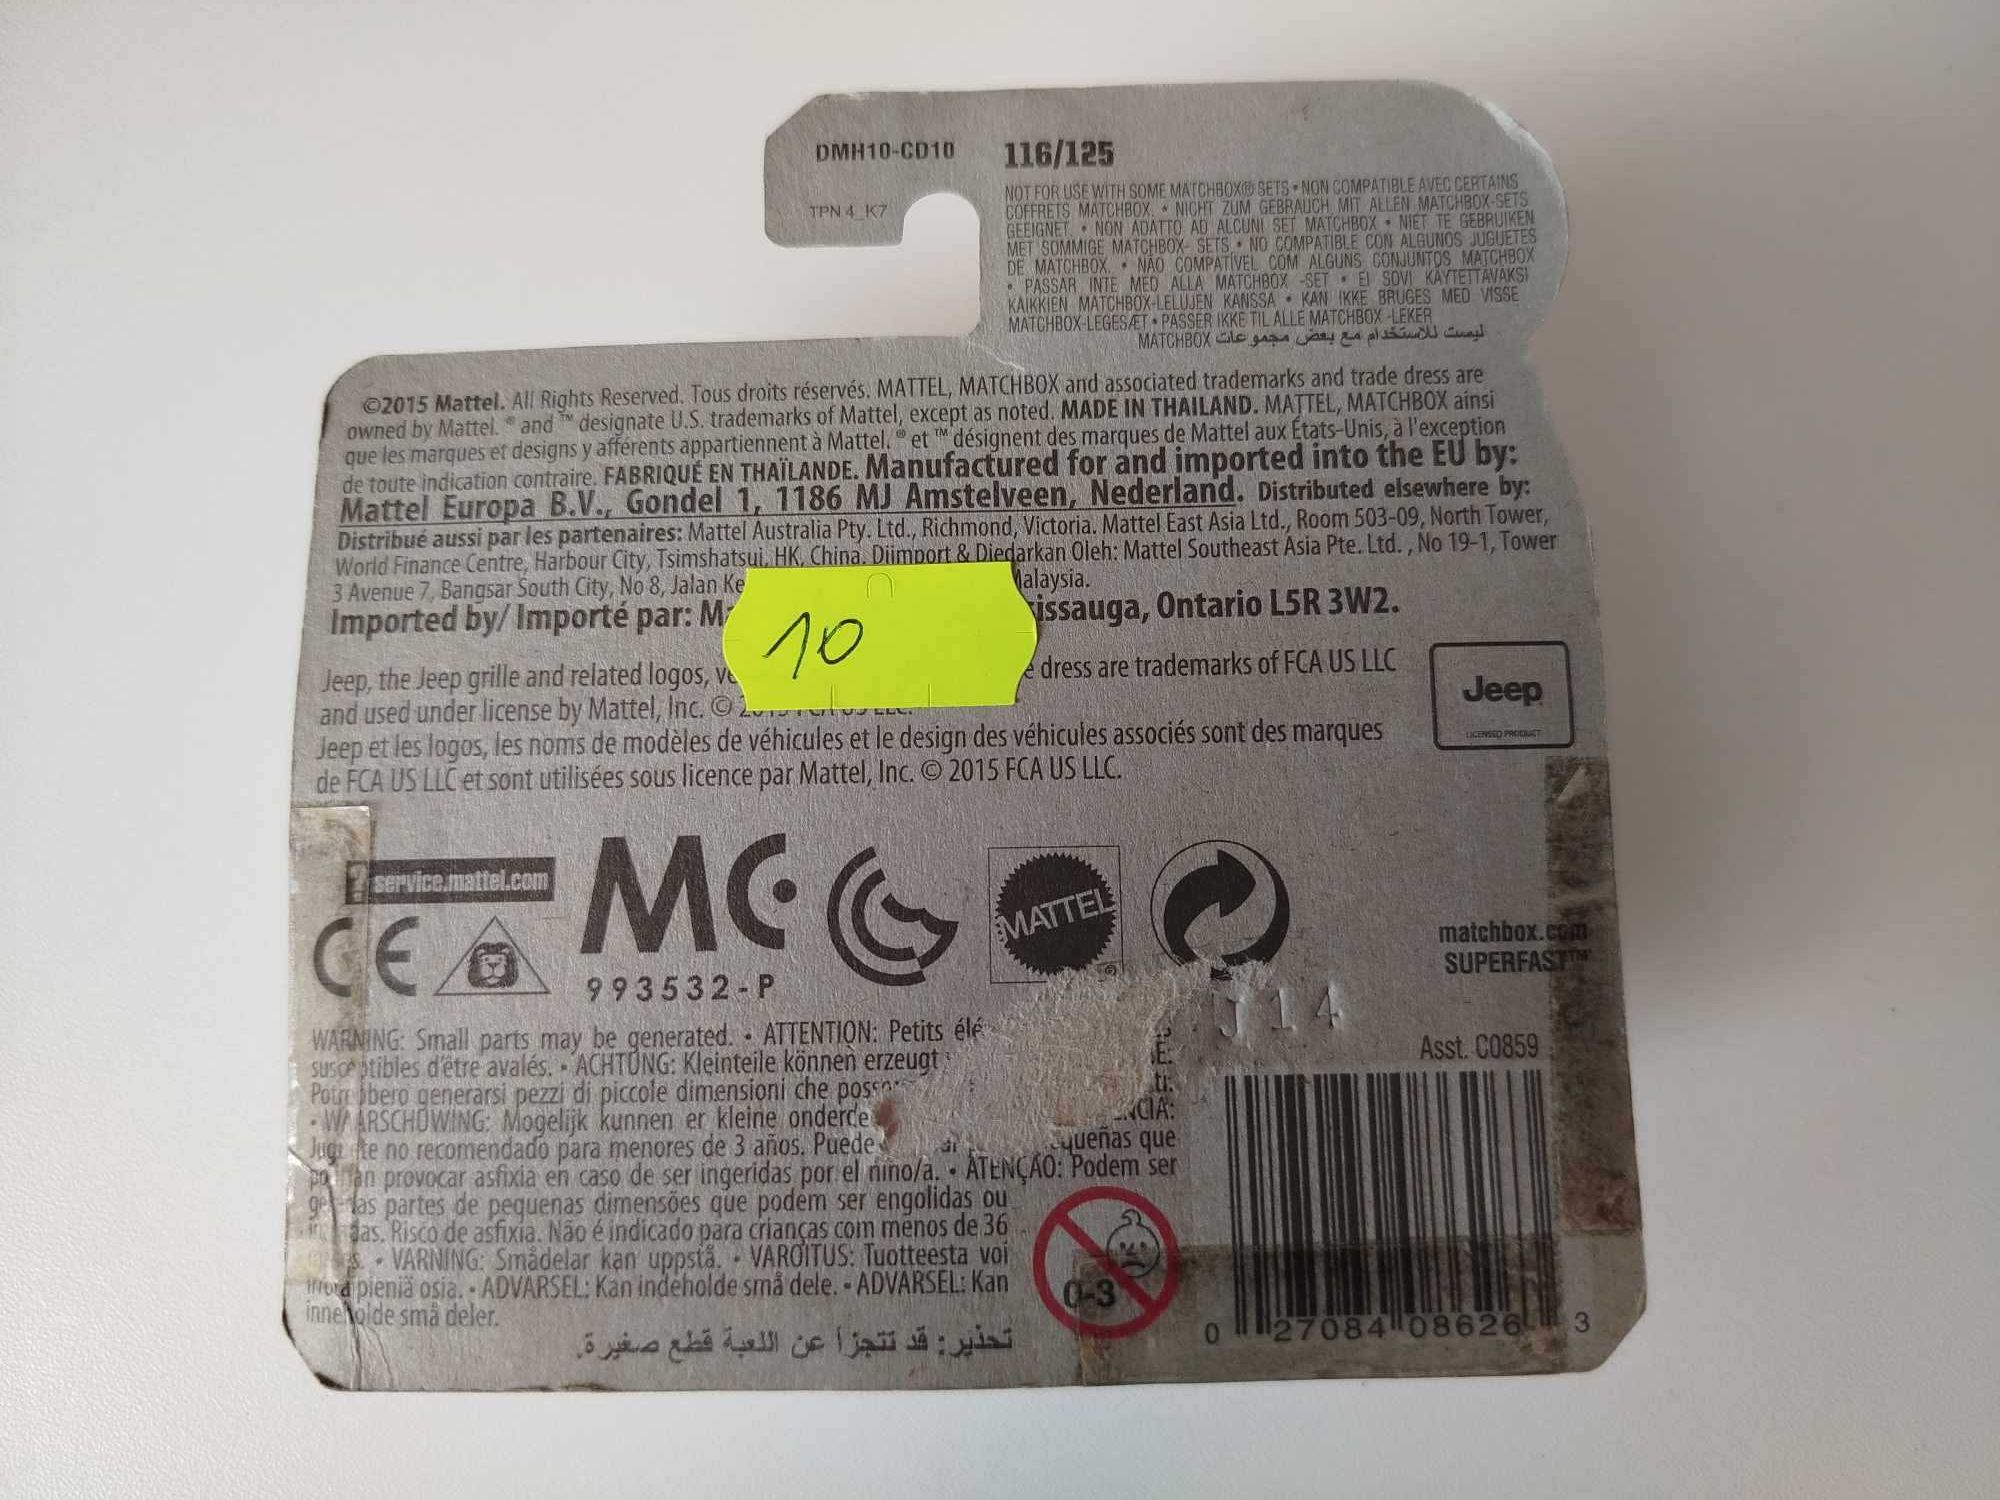 DMH10-CD10
TPN 4_K7
116/125
NOT FOR USE WITH SOME MATCHBOX® SETS • NON COMPATIBLE AVEC CERTAINS
COFFRETS MATCHBOX. • NICHT ZUM GEBRAUCH MIT ALLEN MATCHBOX-SETS
GEEIGNET. • NON ADATTO AD ALCUNI SET MATCHBOX • NIET TE GEBRUIKEN
MET SOMMIGE MATCHBOX- SETS • NO COMPATIBLE CON ALGUNOS JUGUETES
DE MATCHBOX. • NÃO COMPATÍVEL COM ALGUNS CONJUNTOS MATCHBOX
• PASSAR INTE MED ALLA MATCHBOX -SET • EI SOVI KÄYTETTÄVÄKSI
KAIKKIEN MATCHBOX-LELUJEN KANSSA • KAN IKKE BRUGES MED VISSE
MATCHBOX-LEGESÆT • PASSER IKKE TIL ALLE MATCHBOX -LEKER
ليست للاستخدام مع بعض مجموعات MATCHBOX
©2015 Mattel. All Rights Reserved. Tous droits réservés. MATTEL, MATCHBOX and associated trademarks and trade dress are
owned by Mattel. ® and ™ designate U.S. trademarks of Mattel, except as noted. MADE IN THAILAND. MATTEL, MATCHBOX ainsi
que les marques et designs y afférents appartiennent à Mattel. ® et ™ désignent des marques de Mattel aux États-Unis, à l'exception
de toute indication contraire. FABRIQUÉ EN THAÏLANDE. Manufactured for and imported into the EU by:
Mattel Europa B.V., Gondel 1, 1186 MJ Amstelveen, Nederland. Distributed elsewhere by:
Distribué aussi par les partenaires: Mattel Australia Pty. Ltd., Richmond, Victoria. Mattel East Asia Ltd., Room 503-09, North Tower,
World Finance Centre, Harbour City, Tsimshatsui, HK, China. Diimport & Diedarkan Oleh: Mattel Southeast Asia Pte. Ltd. , No 19-1, Tower
3 Avenue 7, Bangsar South City, No 8, Jalan Ke alaysia.
Imported by/ Importé par: Ma issauga, Ontario L5R 3W2.
10
Jeep, the Jeep grille and related logos, ve e dress are trademarks of FCA US LLC
and used under license by Mattel, Inc. © 2015 FCA US LLC.
Jeep et les logos, les noms de modèles de véhicules et le design des véhicules associés sont des marques
de FCA US LLC et sont utilisées sous licence par Mattel, Inc. © 2015 FCA US LLC.
Jeep
LICENSED PRODUCT
? service.mattel.com
CE
MC
993532-P
MATTEL
®
matchbox.com
SUPERFAST™
J14
Asst. C0859
WARNING: Small parts may be generated. • ATTENTION: Petits élé
susceptibles d'être avalés. • ACHTUNG: Kleinteile können erzeugt E:
Potrebbero generarsi pezzi di piccole dimensioni che poss ti.
• WAARSCHUWING: Mogelijk kunnen er kleine onderde NCIA:
Juguete no recomendado para menores de 3 años. Puede queñas que
podrían provocar asfixia en caso de ser ingeridas por el niño/a. • ATENÇÃO: Podem ser
geradas partes de pequenas dimensões que podem ser engolidas ou
das. Risco de asfixia. Não é indicado para crianças com menos de 36
s. • VARNING: Smådelar kan uppstå. • VAROITUS: Tuotteesta voi
irrota pieniä osia. • ADVARSEL: Kan indeholde små dele. • ADVARSEL: Kan
inneholde små deler.
تحذير: قد تتجزأ عن اللعبة قطع صغيرة.
0-3
0 27084 08626 3